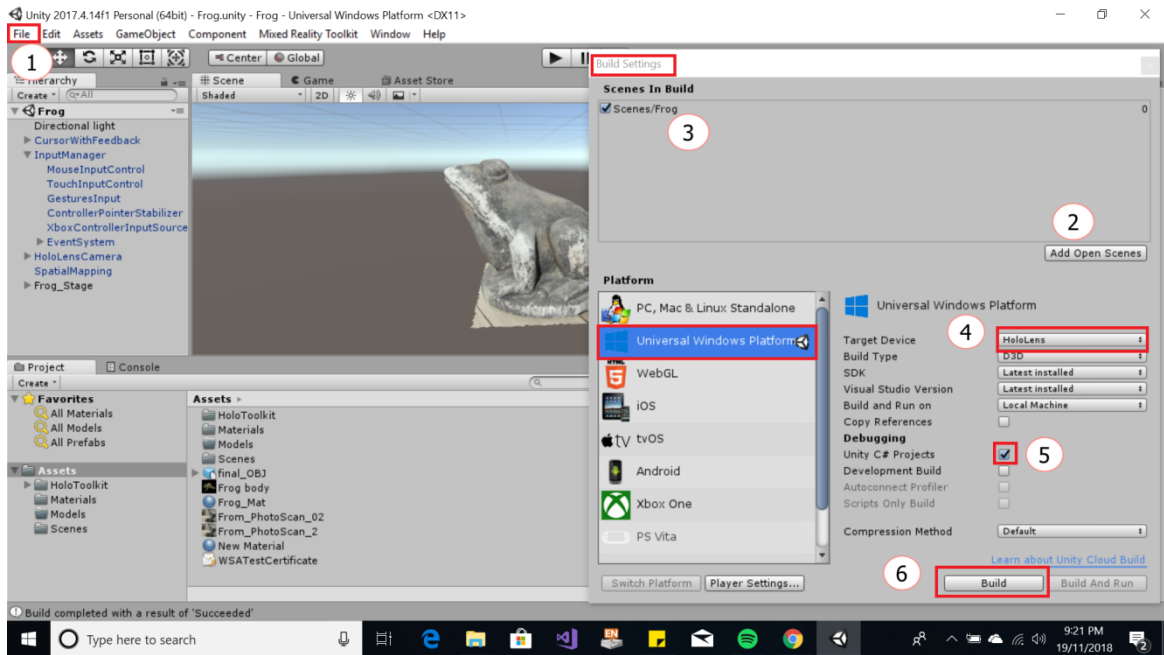 Unity 2017.4.14f1 Personal (64bit) - Frog.unity - Frog - Universal Windows Platform <DX11>
File Edit Assets GameObject Component Mixed Reality Toolkit Window Help
1
Center Global
Hierarchy
Create All
Frog
Directional light
CursorWithFeedback
InputManager
MouseInputControl
TouchInputControl
GesturesInput
ControllerPointerStabilizer
XboxControllerInputSource
EventSystem
HoloLensCamera
SpatialMapping
Frog_Stage
Scene Game Asset Store
Shaded 2D
Build Settings
Scenes In Build
Scenes/Frog 0
3
2
Add Open Scenes
Platform
PC, Mac & Linux Standalone
Universal Windows Platform
HTML
5
WebGL
iOS
tv tvOS
Android
Xbox One
PS Vita
Switch Platform Player Settings...
Universal Windows Platform
4
Target Device HoloLens
Build Type D3D
SDK Latest installed
Visual Studio Version Latest installed
Build and Run on Local Machine
Copy References
Debugging
Unity C# Projects
5
Development Build
Autoconnect Profiler
Scripts Only Build
Compression Method Default
Learn about Unity Cloud Build
6
Build Build And Run
Project Console
Create
Favorites
All Materials
All Models
All Prefabs
Assets
HoloToolkit
Materials
Models
Scenes
Assets
HoloToolkit
Materials
Models
Scenes
final_OBJ
Frog body
Frog_Mat
From_PhotoScan_02
From_PhotoScan_2
New Material
WSATestCertificate
Build completed with a result of 'Succeeded'
Type here to search
EN
9:21 PM
19/11/2018
2